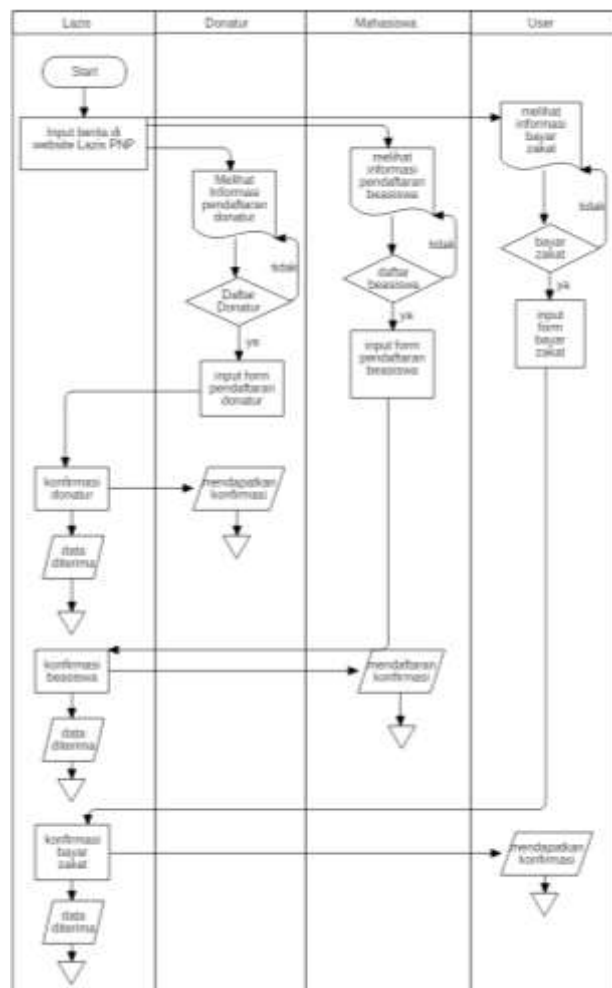 Lazis
Donatur
Mahasiswa
User
Start
Input berita di
website Lazis PNP
melihat
informasi
bayar
zakat
melihat
informasi
pendaftaran
beasiswa
Melihat
Informasi
pendaftaran
donatur
tidak
tidak
tidak
bayar
zakat
daftar
beasiswa
Daftar
Donatur
ya
ya
ya
input
form
bayar
zakat
input form
pendaftaran
beasiswa
input form
pendaftaran
donatur
konfirmasi
donatur
mendapatkan
konfirmasi
data
diterima
konfirmasi
beasiswa
mendaftaran
konfirmasi
data
diterima
konfirmasi
bayar
zakat
mendapatkan
konfirmasi
data
diterima